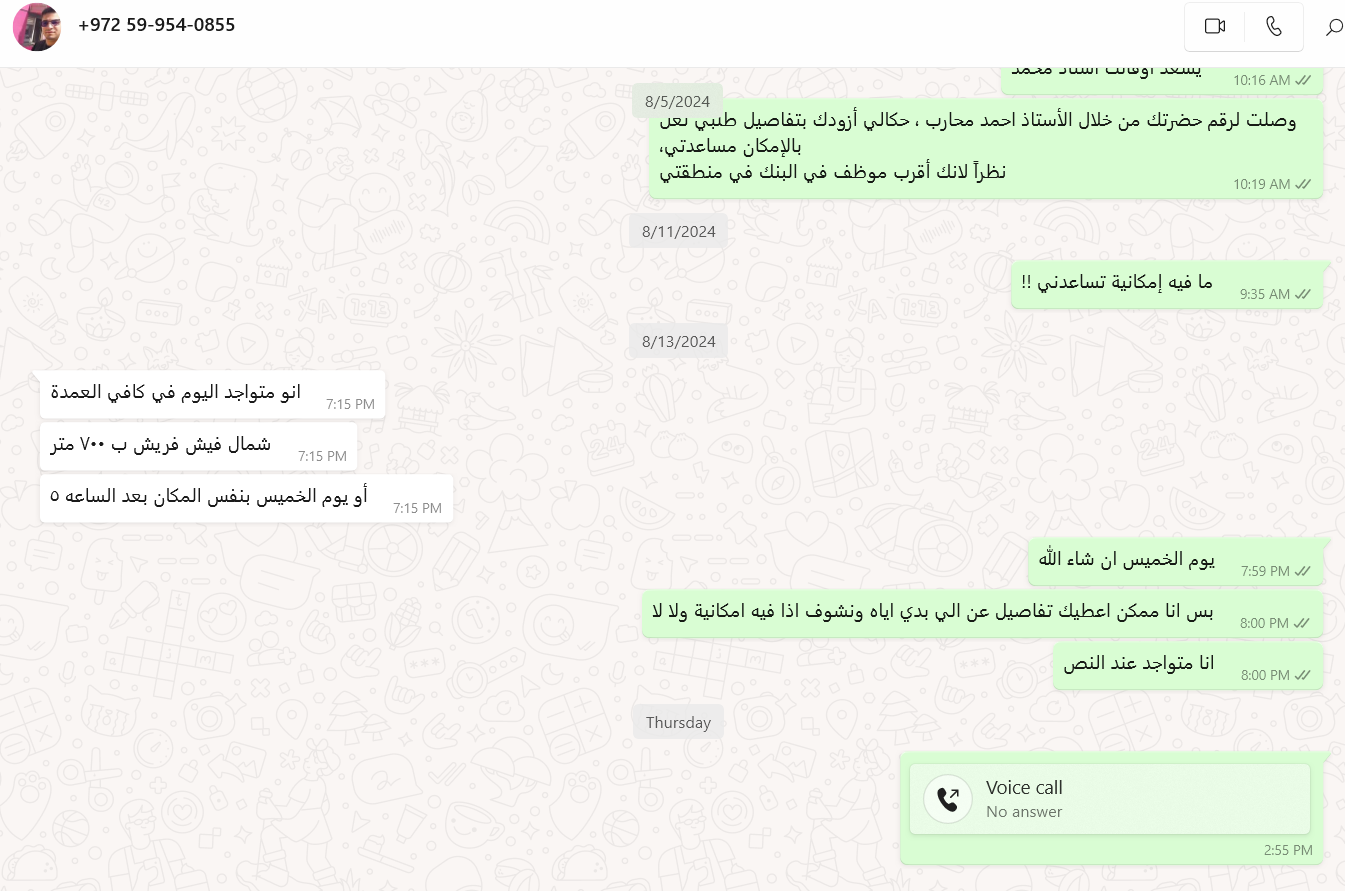 +972 59-954-0855
يسعد اوقاتك استاذ محمد
10:16 AM
8/5/2024
وصلت لرقم حضرتك من خلال الأستاذ احمد محارب ، حكالي أزودك بتفاصيل طلبي لعل
بالإمكان مساعدتي،
نظراً لانك أقرب موظف في البنك في منطقتي
10:19 AM
8/11/2024
ما فيه إمكانية تساعدني !!
9:35 AM
8/13/2024
انو متواجد اليوم في كافي العمدة
7:15 PM
شمال فيش فريش ب ٧٠٠ متر
7:15 PM
أو يوم الخميس بنفس المكان بعد الساعه ٥
7:15 PM
يوم الخميس ان شاء الله
7:59 PM
بس انا ممكن اعطيك تفاصيل عن الي بدي اياه ونشوف اذا فيه امكانية ولا لا
8:00 PM
انا متواجد عند النص
8:00 PM
Thursday
Voice call
No answer
2:55 PM